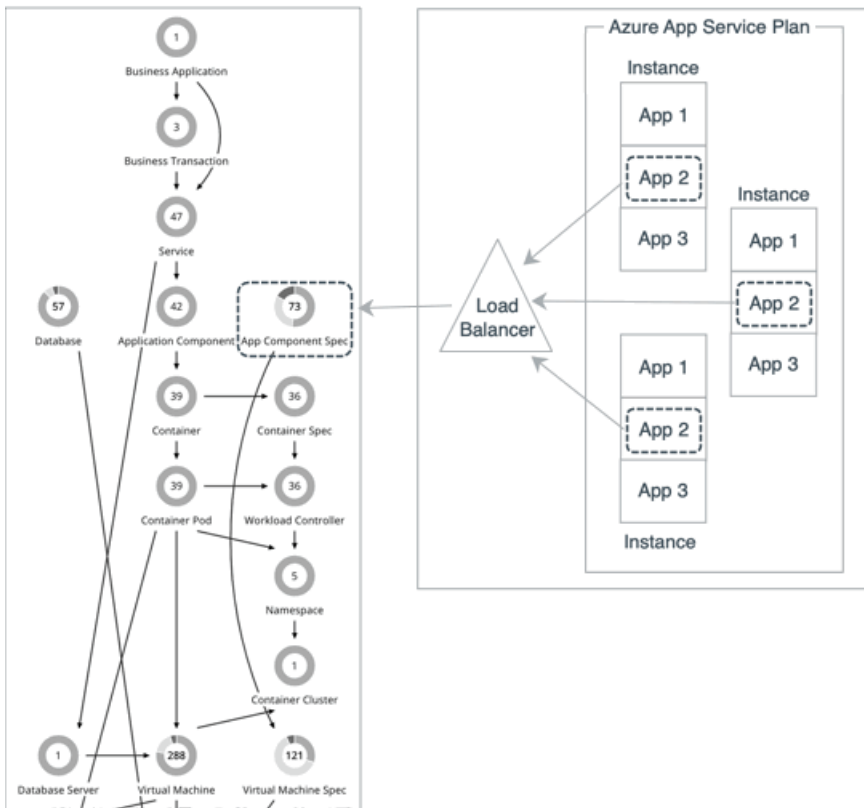 1
Business Application
3
Business Transaction
47
Service
57
Database
42
Application Component
73
App Component Spec
39
Container
36
Container Spec
39
Container Pod
36
Workload Controller
5
Namespace
1
Container Cluster
1
Database Server
288
Virtual Machine
121
Virtual Machine Spec
Azure App Service Plan
Instance
App 1
App 2
App 3
Instance
App 1
App 2
App 3
Load
Balancer
App 1
App 2
App 3
Instance